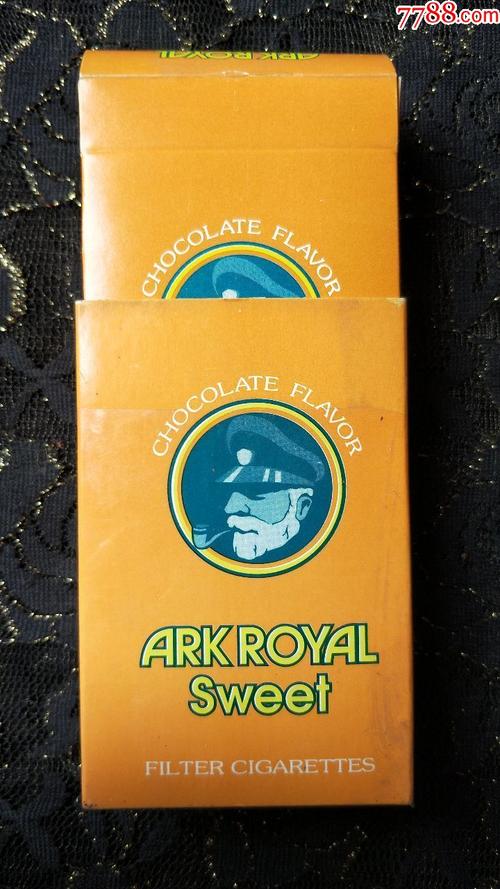 7788.com
ARK ROYAL
CHOCOLATE FLAVOR
CHOCOLATE FLAVOR
ARK ROYAL
Sweet
FILTER CIGARETTES